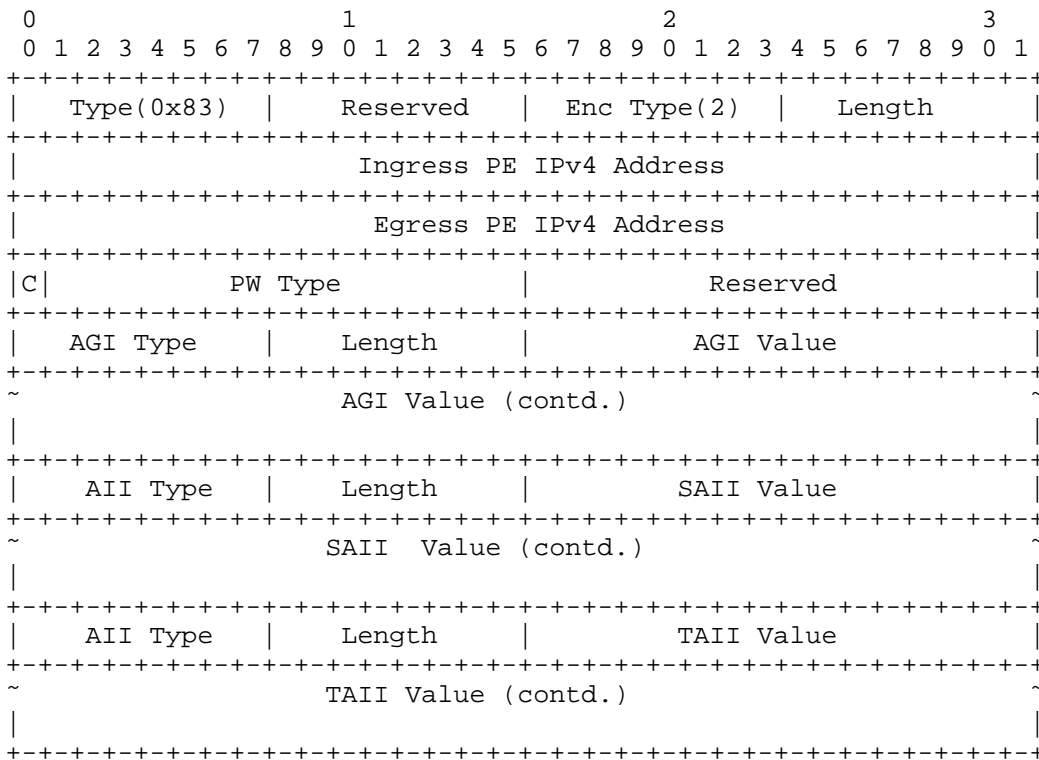 0                   1                   2                   3
 0 1 2 3 4 5 6 7 8 9 0 1 2 3 4 5 6 7 8 9 0 1 2 3 4 5 6 7 8 9 0 1
+-+-+-+-+-+-+-+-+-+-+-+-+-+-+-+-+-+-+-+-+-+-+-+-+-+-+-+-+-+-+-+-+
|   Type(0x83)  |    Reserved   |  Enc Type(2)  |   Length      |
+-+-+-+-+-+-+-+-+-+-+-+-+-+-+-+-+-+-+-+-+-+-+-+-+-+-+-+-+-+-+-+-+
|                     Ingress PE IPv4 Address                   |
+-+-+-+-+-+-+-+-+-+-+-+-+-+-+-+-+-+-+-+-+-+-+-+-+-+-+-+-+-+-+-+-+
|                      Egress PE IPv4 Address                   |
+-+-+-+-+-+-+-+-+-+-+-+-+-+-+-+-+-+-+-+-+-+-+-+-+-+-+-+-+-+-+-+-+
|C|           PW Type           |           Reserved            |
+-+-+-+-+-+-+-+-+-+-+-+-+-+-+-+-+-+-+-+-+-+-+-+-+-+-+-+-+-+-+-+-+
|   AGI Type    |    Length     |          AGI Value            |
+-+-+-+-+-+-+-+-+-+-+-+-+-+-+-+-+-+-+-+-+-+-+-+-+-+-+-+-+-+-+-+-+
~                    AGI Value (contd.)                         ~
|                                                               |
+-+-+-+-+-+-+-+-+-+-+-+-+-+-+-+-+-+-+-+-+-+-+-+-+-+-+-+-+-+-+-+-+
|    AII Type   |    Length     |         SAII Value            |
+-+-+-+-+-+-+-+-+-+-+-+-+-+-+-+-+-+-+-+-+-+-+-+-+-+-+-+-+-+-+-+-+
~                   SAII  Value (contd.)                        ~
|                                                               |
+-+-+-+-+-+-+-+-+-+-+-+-+-+-+-+-+-+-+-+-+-+-+-+-+-+-+-+-+-+-+-+-+
|    AII Type   |    Length     |         TAII Value            |
+-+-+-+-+-+-+-+-+-+-+-+-+-+-+-+-+-+-+-+-+-+-+-+-+-+-+-+-+-+-+-+-+
~                   TAII Value (contd.)                         ~
|                                                               |
+-+-+-+-+-+-+-+-+-+-+-+-+-+-+-+-+-+-+-+-+-+-+-+-+-+-+-+-+-+-+-+-+